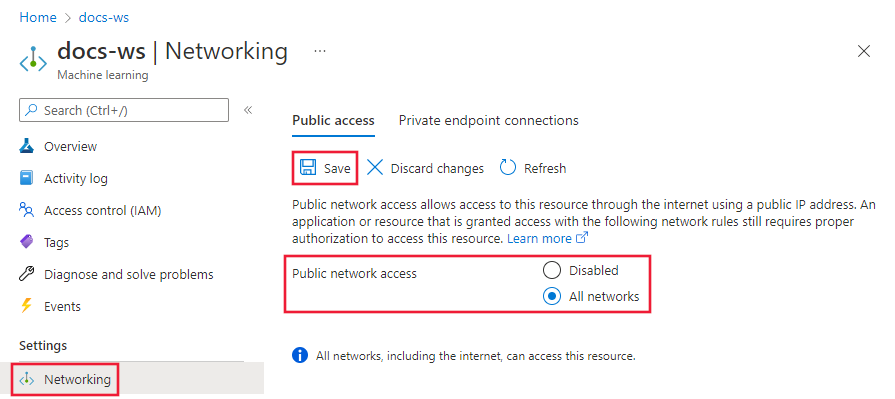 Home > docs-ws
docs-ws | Networking ...
Machine learning
Search (Ctrl+/)
Overview
Activity log
Access control (IAM)
Tags
Diagnose and solve problems
Events
Settings
Networking
Public access Private endpoint connections
Save Discard changes Refresh
Public network access allows access to this resource through the internet using a public IP address. An
application or resource that is granted access with the following network rules still requires proper
authorization to access this resource. Learn more
Public network access
Disabled
All networks
All networks, including the internet, can access this resource.